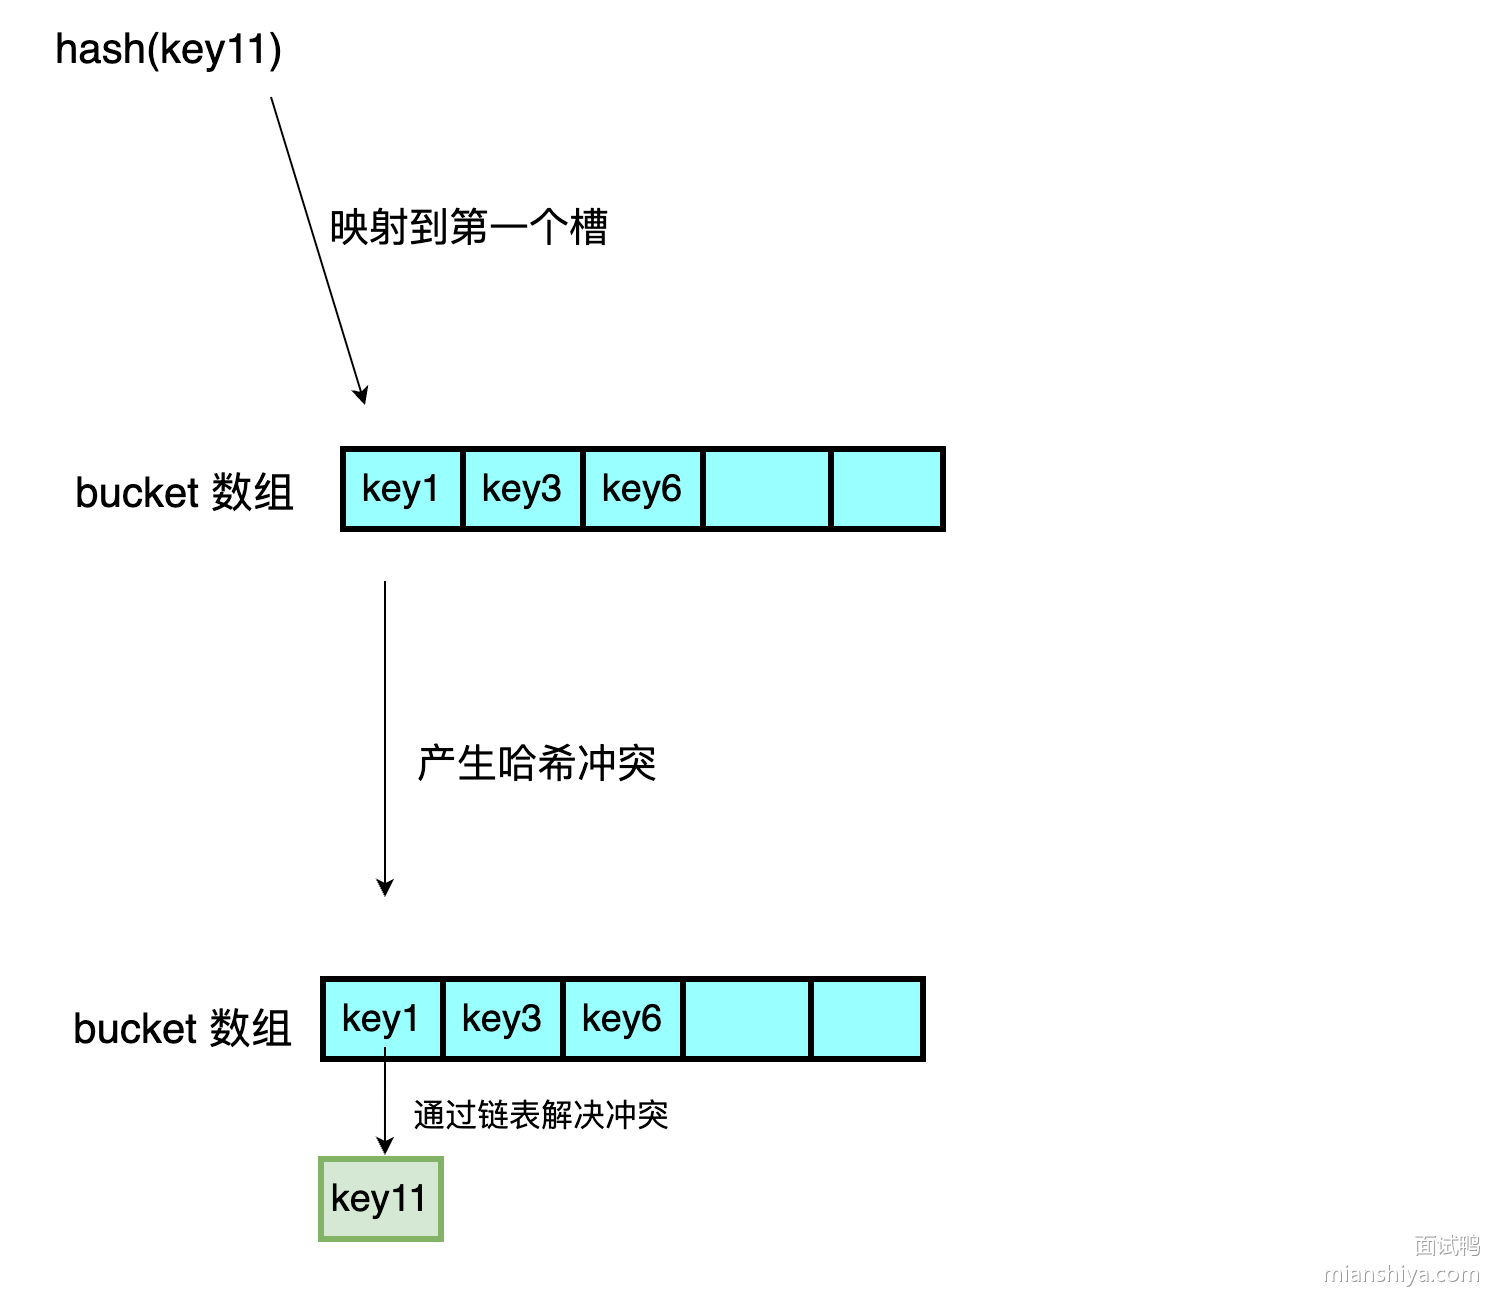 hash(key11)
映射到第一个槽
bucket 数组
key1 key3 key6
产生哈希冲突
bucket 数组
key1 key3 key6
通过链表解决冲突
key11
面试鸭
mianshiya.com